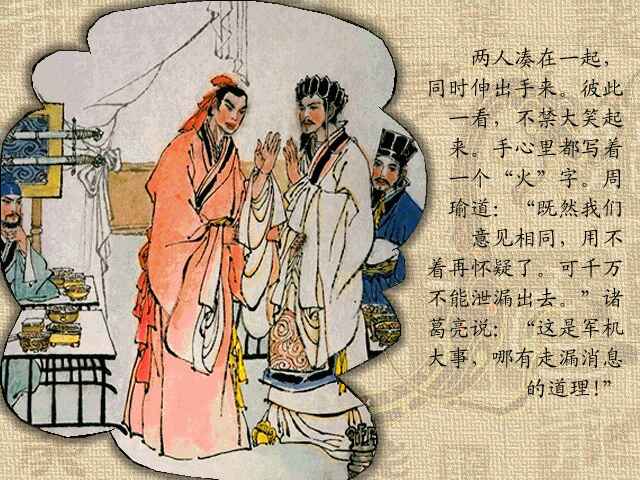 两人凑在一起，
同时伸出手来。彼此
一看，不禁大笑起
来。手心里都写着
一个“火”字。周
瑜道：“既然我们
意见相同，用不
着再怀疑了。可千万
不能泄漏出去。”诸
葛亮说：“这是军机
大事，哪有走漏消息
的道理!”